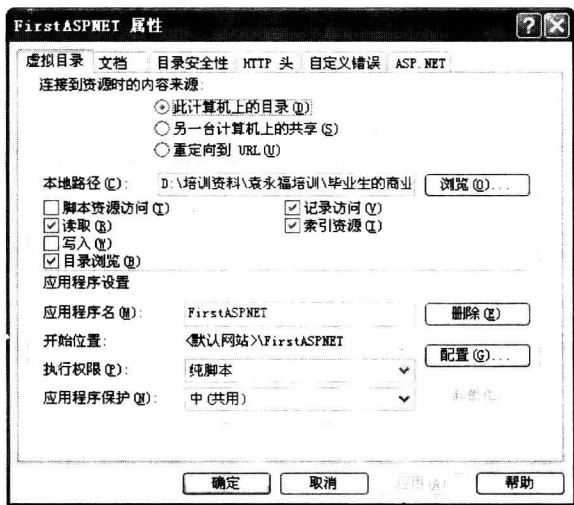 FirstASPNET 属性
虚拟目录 文档 目录安全性 HTTP 头 自定义错误 ASP.NET
连接到资源时的内容来源:
此计算机上的目录(D)
另一台计算机上的共享(S)
重定向到 URL(U)
本地路径(C): D:\培训资料\袁永福培训\毕业生的商业 浏览(O)...
脚本资源访问(T) 记录访问(V)
读取(R) 索引资源(I)
写入(W)
目录浏览(B)
应用程序设置
应用程序名(M): FirstASPNET 删除(E)
开始位置: <默认网站>\FirstASPNET
配置(G)...
执行权限(P): 纯脚本
应用程序保护(N): 中(共用)
确定 取消 应用(A) 帮助